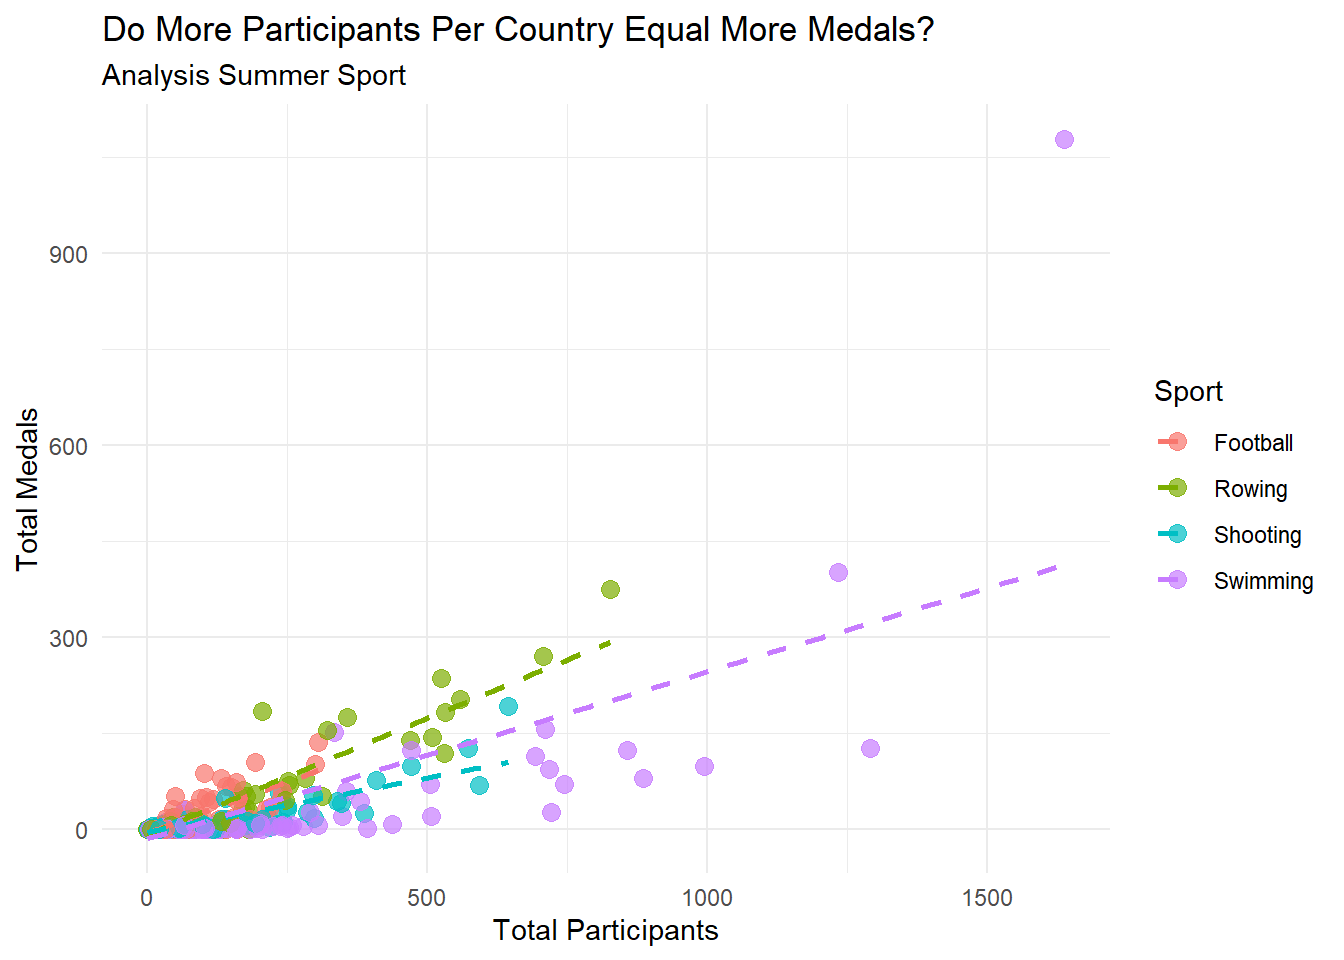 Do More Participants Per Country Equal More Medals?
Analysis Summer Sport
Total Medals
900
600
300
0
0 500 1000 1500
Total Participants
Sport
Football
Rowing
Shooting
Swimming